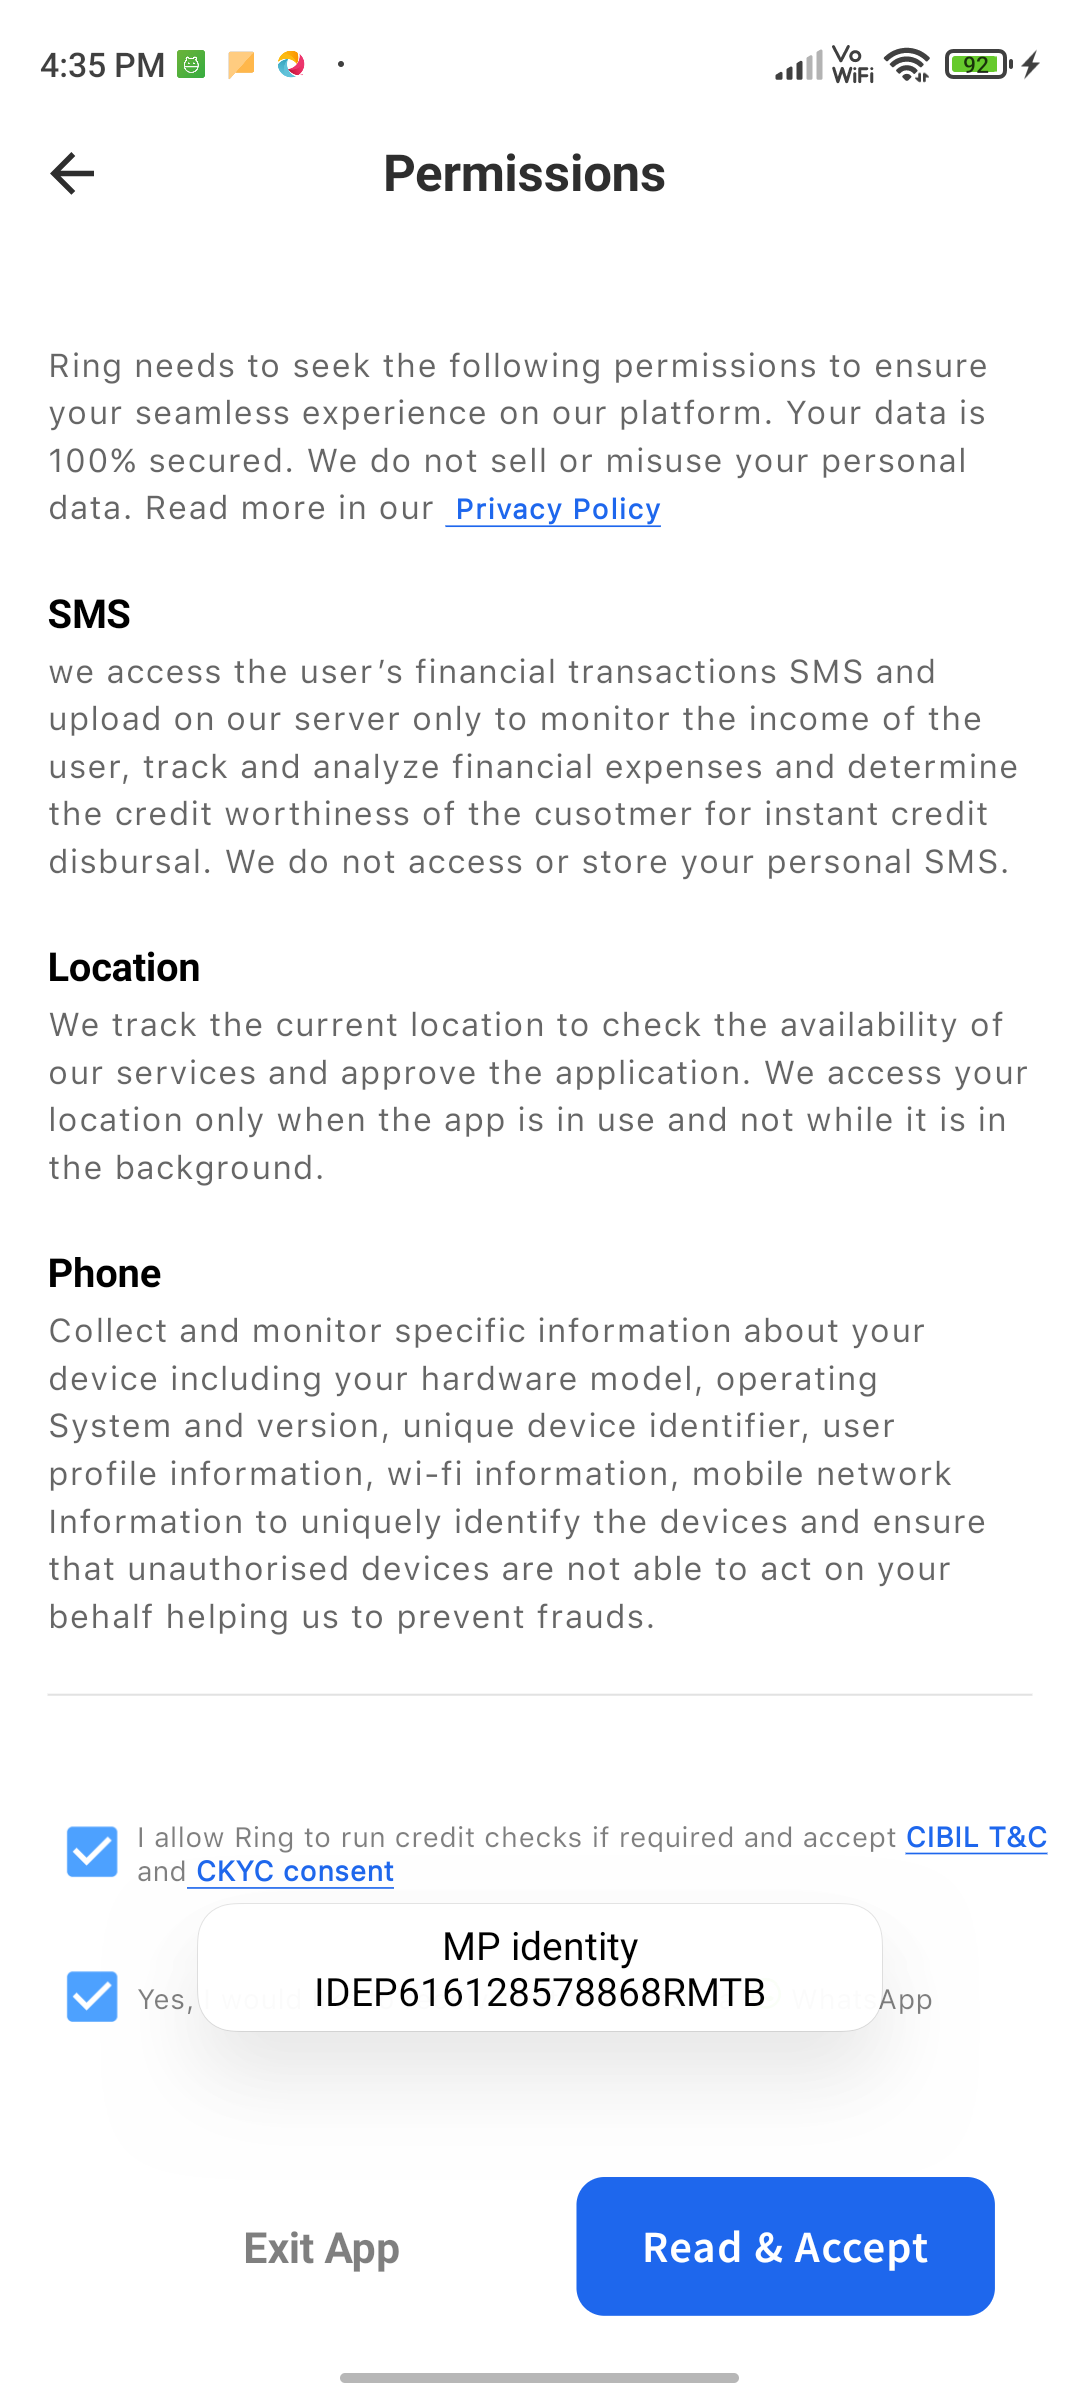 4:35 PM
Vo
WiFi
92
Permissions
Ring needs to seek the following permissions to ensure
your seamless experience on our platform. Your data is
100% secured. We do not sell or misuse your personal
data. Read more in our Privacy Policy
SMS
we access the user's financial transactions SMS and
upload on our server only to monitor the income of the
user, track and analyze financial expenses and determine
the credit worthiness of the cusotmer for instant credit
disbursal. We do not access or store your personal SMS.
Location
We track the current location to check the availability of
our services and approve the application. We access your
location only when the app is in use and not while it is in
the background.
Phone
Collect and monitor specific information about your
device including your hardware model, operating
System and version, unique device identifier, user
profile information, wi-fi information, mobile network
Information to uniquely identify the devices and ensure
that unauthorised devices are not able to act on your
behalf helping us to prevent frauds.
I allow Ring to run credit checks if required and accept CIBIL T&C
and CKYC consent
MP identity
IDEP616128578868RMTB
Yes, I would WhatsApp
Exit App
Read & Accept